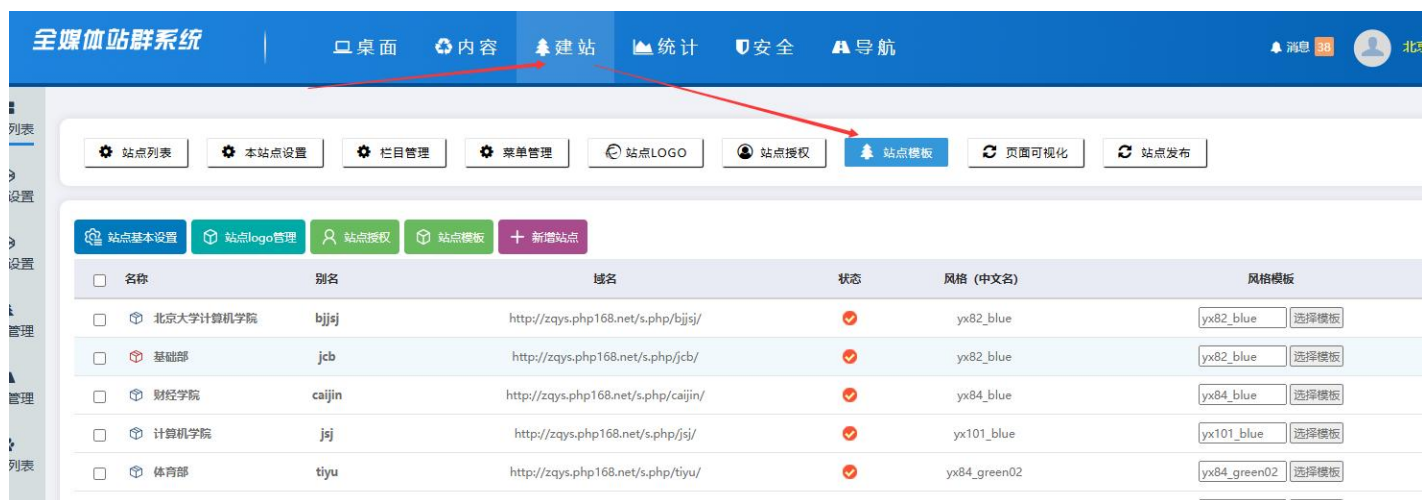 全媒体站群系统 桌面 内容 建站 统计 安全 导航 消息 38
列表
站点列表 本站点设置 栏目管理 菜单管理 站点LOGO 站点授权 站点模板 页面可视化 站点发布
设置
站点基本设置 站点logo管理 站点授权 站点模板 新增站点
设置
名称 别名 域名 状态 风格（中文名） 风格模板
北京大学计算机学院 bjjsj http://zqys.php168.net/s.php/bjjsj/ yx82_blue yx82_blue 选择模板
管理
基础部 jcb http://zqys.php168.net/s.php/jcb/ yx82_blue yx82_blue 选择模板
管理
财经学院 caijin http://zqys.php168.net/s.php/caijin/ yx84_blue yx84_blue 选择模板
计算机学院 jsj http://zqys.php168.net/s.php/jsj/ yx101_blue yx101_blue 选择模板
列表
体育部 tiyu http://zqys.php168.net/s.php/tiyu/ yx84_green02 yx84_green02 选择模板